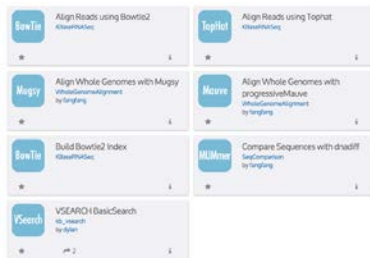 BowTie
Align Reads using Bowtie2
KBaseRNASeq
TopHat
Align Reads using Tophat
KBaseRNASeq
Mugsy
Align Whole Genomes with Mugsy
WholeGenomeAlignment
by fangfang
Mauve
Align Whole Genomes with
progressiveMauve
WholeGenomeAlignment
by fangfang
BowTie
Build Bowtie2 Index
KBaseRNASeq
MUMmer
Compare Sequences with dnadiff
SeqComparison
by fangfang
VSearch
VSEARCH BasicSearch
kb_vsearch
by dylan
2